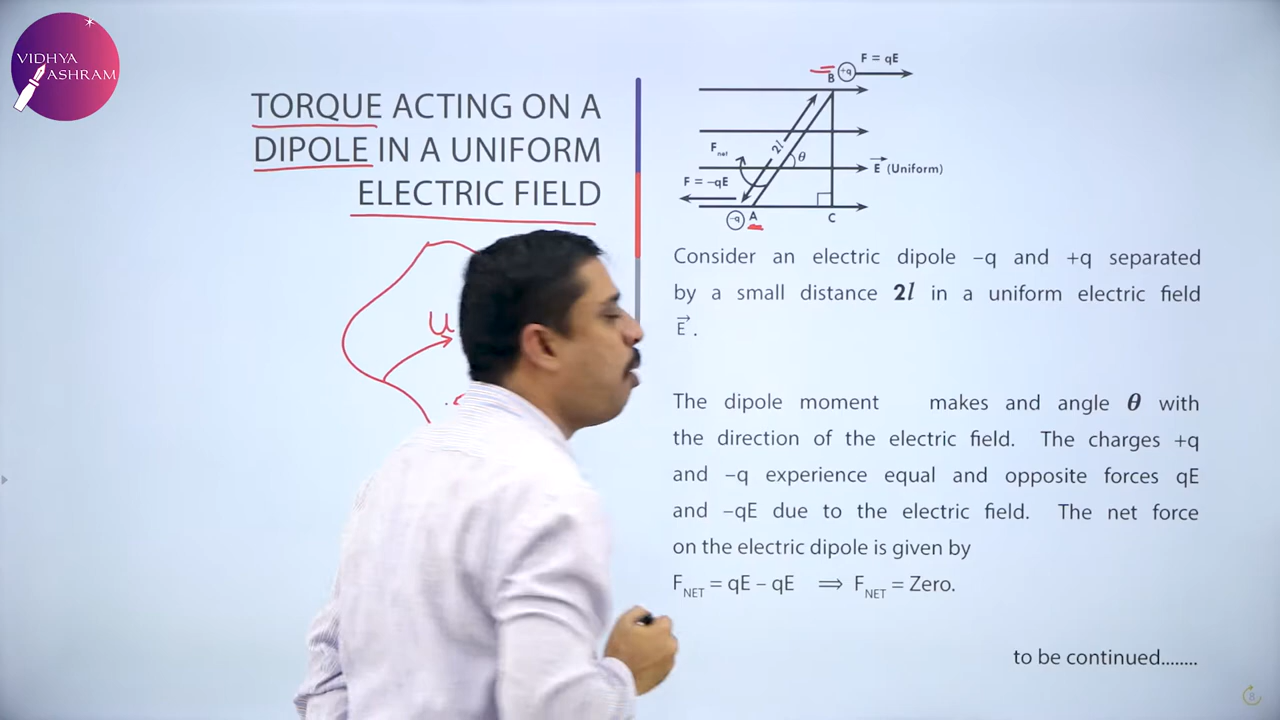 VIDHYA
ASHRAM
TORQUE ACTING ON A
DIPOLE IN A UNIFORM
ELECTRIC FIELD
u
F = qE
B +q
2l
F_net
θ
E⃗ (Uniform)
F = –qE
–q A
C
Consider an electric dipole –q and +q separated
by a small distance 2l in a uniform electric field
E⃗ .
The dipole moment makes and angle θ with
the direction of the electric field. The charges +q
and –q experience equal and opposite forces qE
and –qE due to the electric field. The net force
on the electric dipole is given by
F_NET = qE – qE ⟹ F_NET = Zero.
to be continued........
8